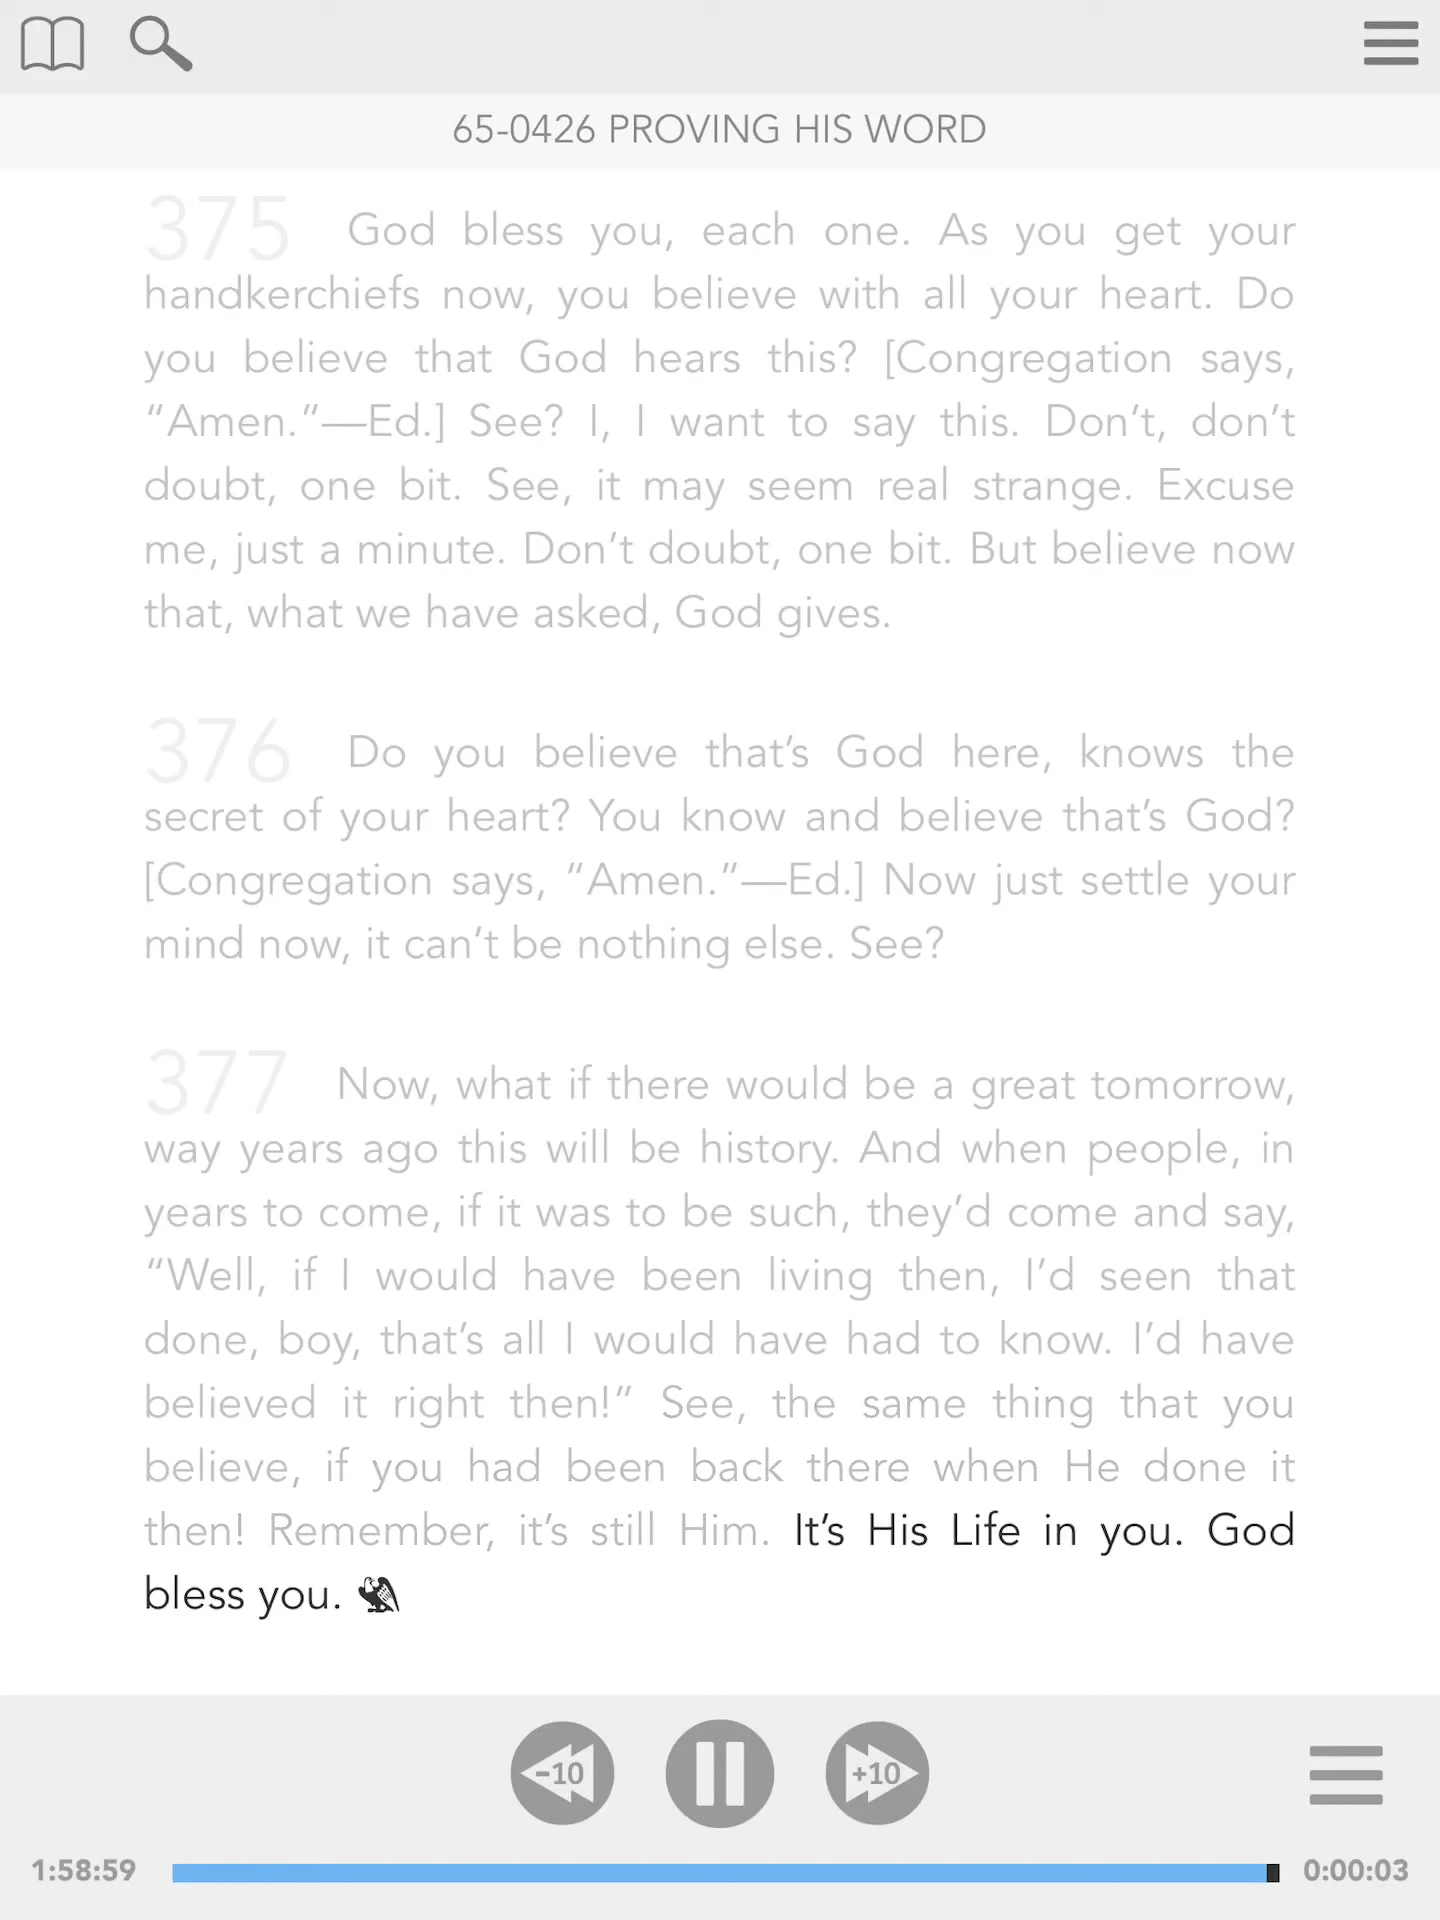 65-0426 PROVING HIS WORD
375 God bless you, each one. As you get your
handkerchiefs now, you believe with all your heart. Do
you believe that God hears this? [Congregation says,
“Amen.”—Ed.] See? I, I want to say this. Don’t, don’t
doubt, one bit. See, it may seem real strange. Excuse
me, just a minute. Don’t doubt, one bit. But believe now
that, what we have asked, God gives.
376 Do you believe that’s God here, knows the
secret of your heart? You know and believe that’s God?
[Congregation says, “Amen.”—Ed.] Now just settle your
mind now, it can’t be nothing else. See?
377 Now, what if there would be a great tomorrow,
way years ago this will be history. And when people, in
years to come, if it was to be such, they’d come and say,
“Well, if I would have been living then, I’d seen that
done, boy, that’s all I would have had to know. I’d have
believed it right then!” See, the same thing that you
believe, if you had been back there when He done it
then! Remember, it’s still Him. It’s His Life in you. God
bless you.
-10 +10
1:58:59 0:00:03